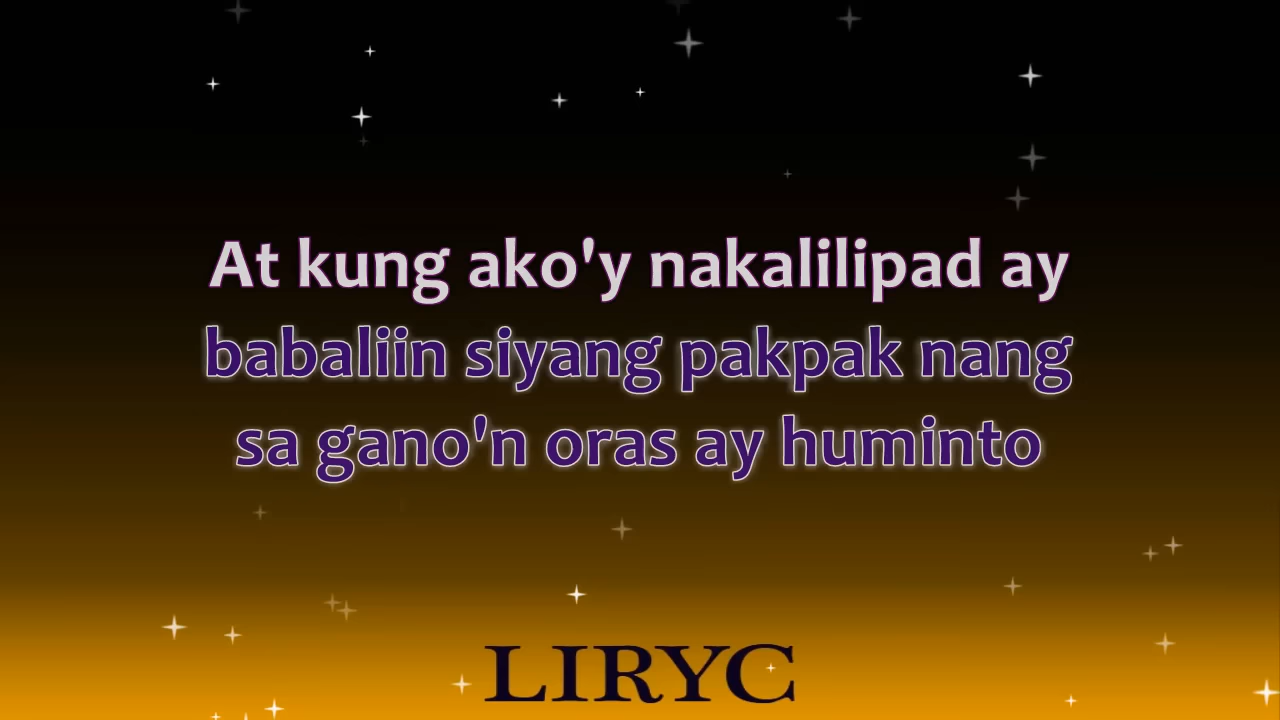 At kung ako'y nakalilipad ay
babaliin siyang pakpak nang
sa gano'n oras ay huminto
LIRYC